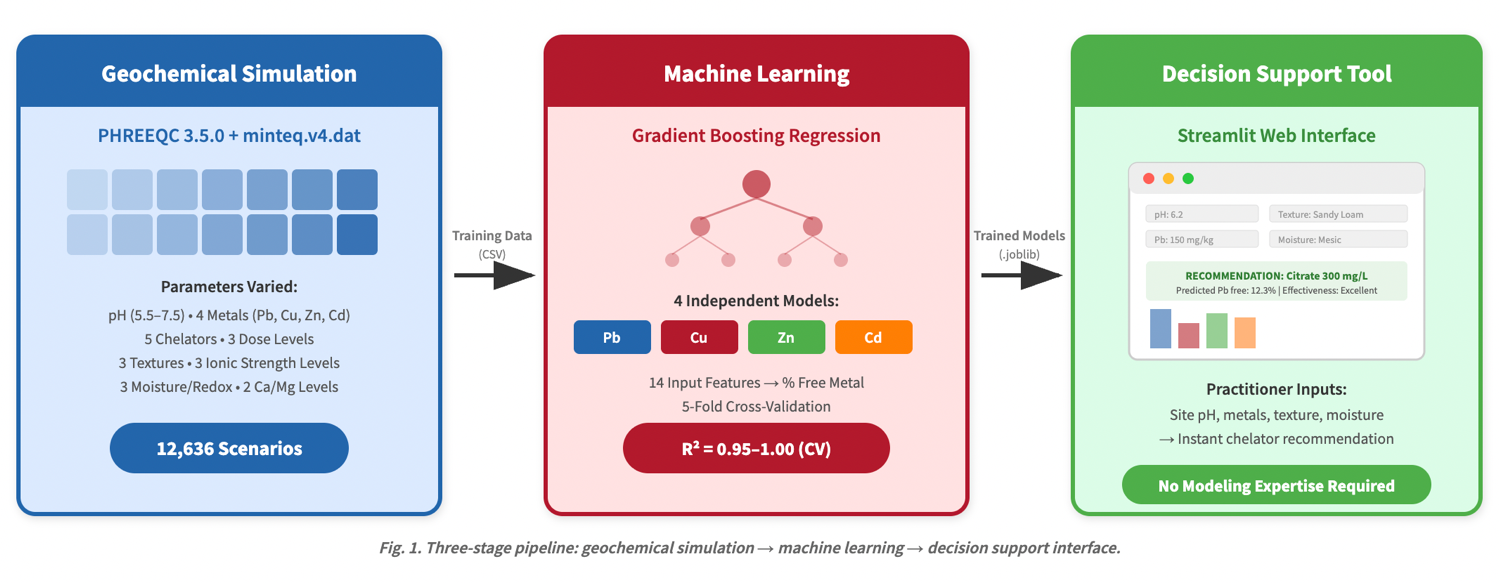 Geochemical Simulation
PHREEQC 3.5.0 + minteq.v4.dat
Parameters Varied:
pH (5.5–7.5) • 4 Metals (Pb, Cu, Zn, Cd)
5 Chelators • 3 Dose Levels
3 Textures • 3 Ionic Strength Levels
3 Moisture/Redox • 2 Ca/Mg Levels
12,636 Scenarios
Training Data
(CSV)
Machine Learning
Gradient Boosting Regression
4 Independent Models:
Pb Cu Zn Cd
14 Input Features → % Free Metal
5-Fold Cross-Validation
R² = 0.95–1.00 (CV)
Trained Models
(.joblib)
Decision Support Tool
Streamlit Web Interface
pH: 6.2 Texture: Sandy Loam
Pb: 150 mg/kg Moisture: Mesic
RECOMMENDATION: Citrate 300 mg/L
Predicted Pb free: 12.3% | Effectiveness: Excellent
Practitioner Inputs:
Site pH, metals, texture, moisture
→ Instant chelator recommendation
No Modeling Expertise Required
Fig. 1. Three-stage pipeline: geochemical simulation → machine learning → decision support interface.